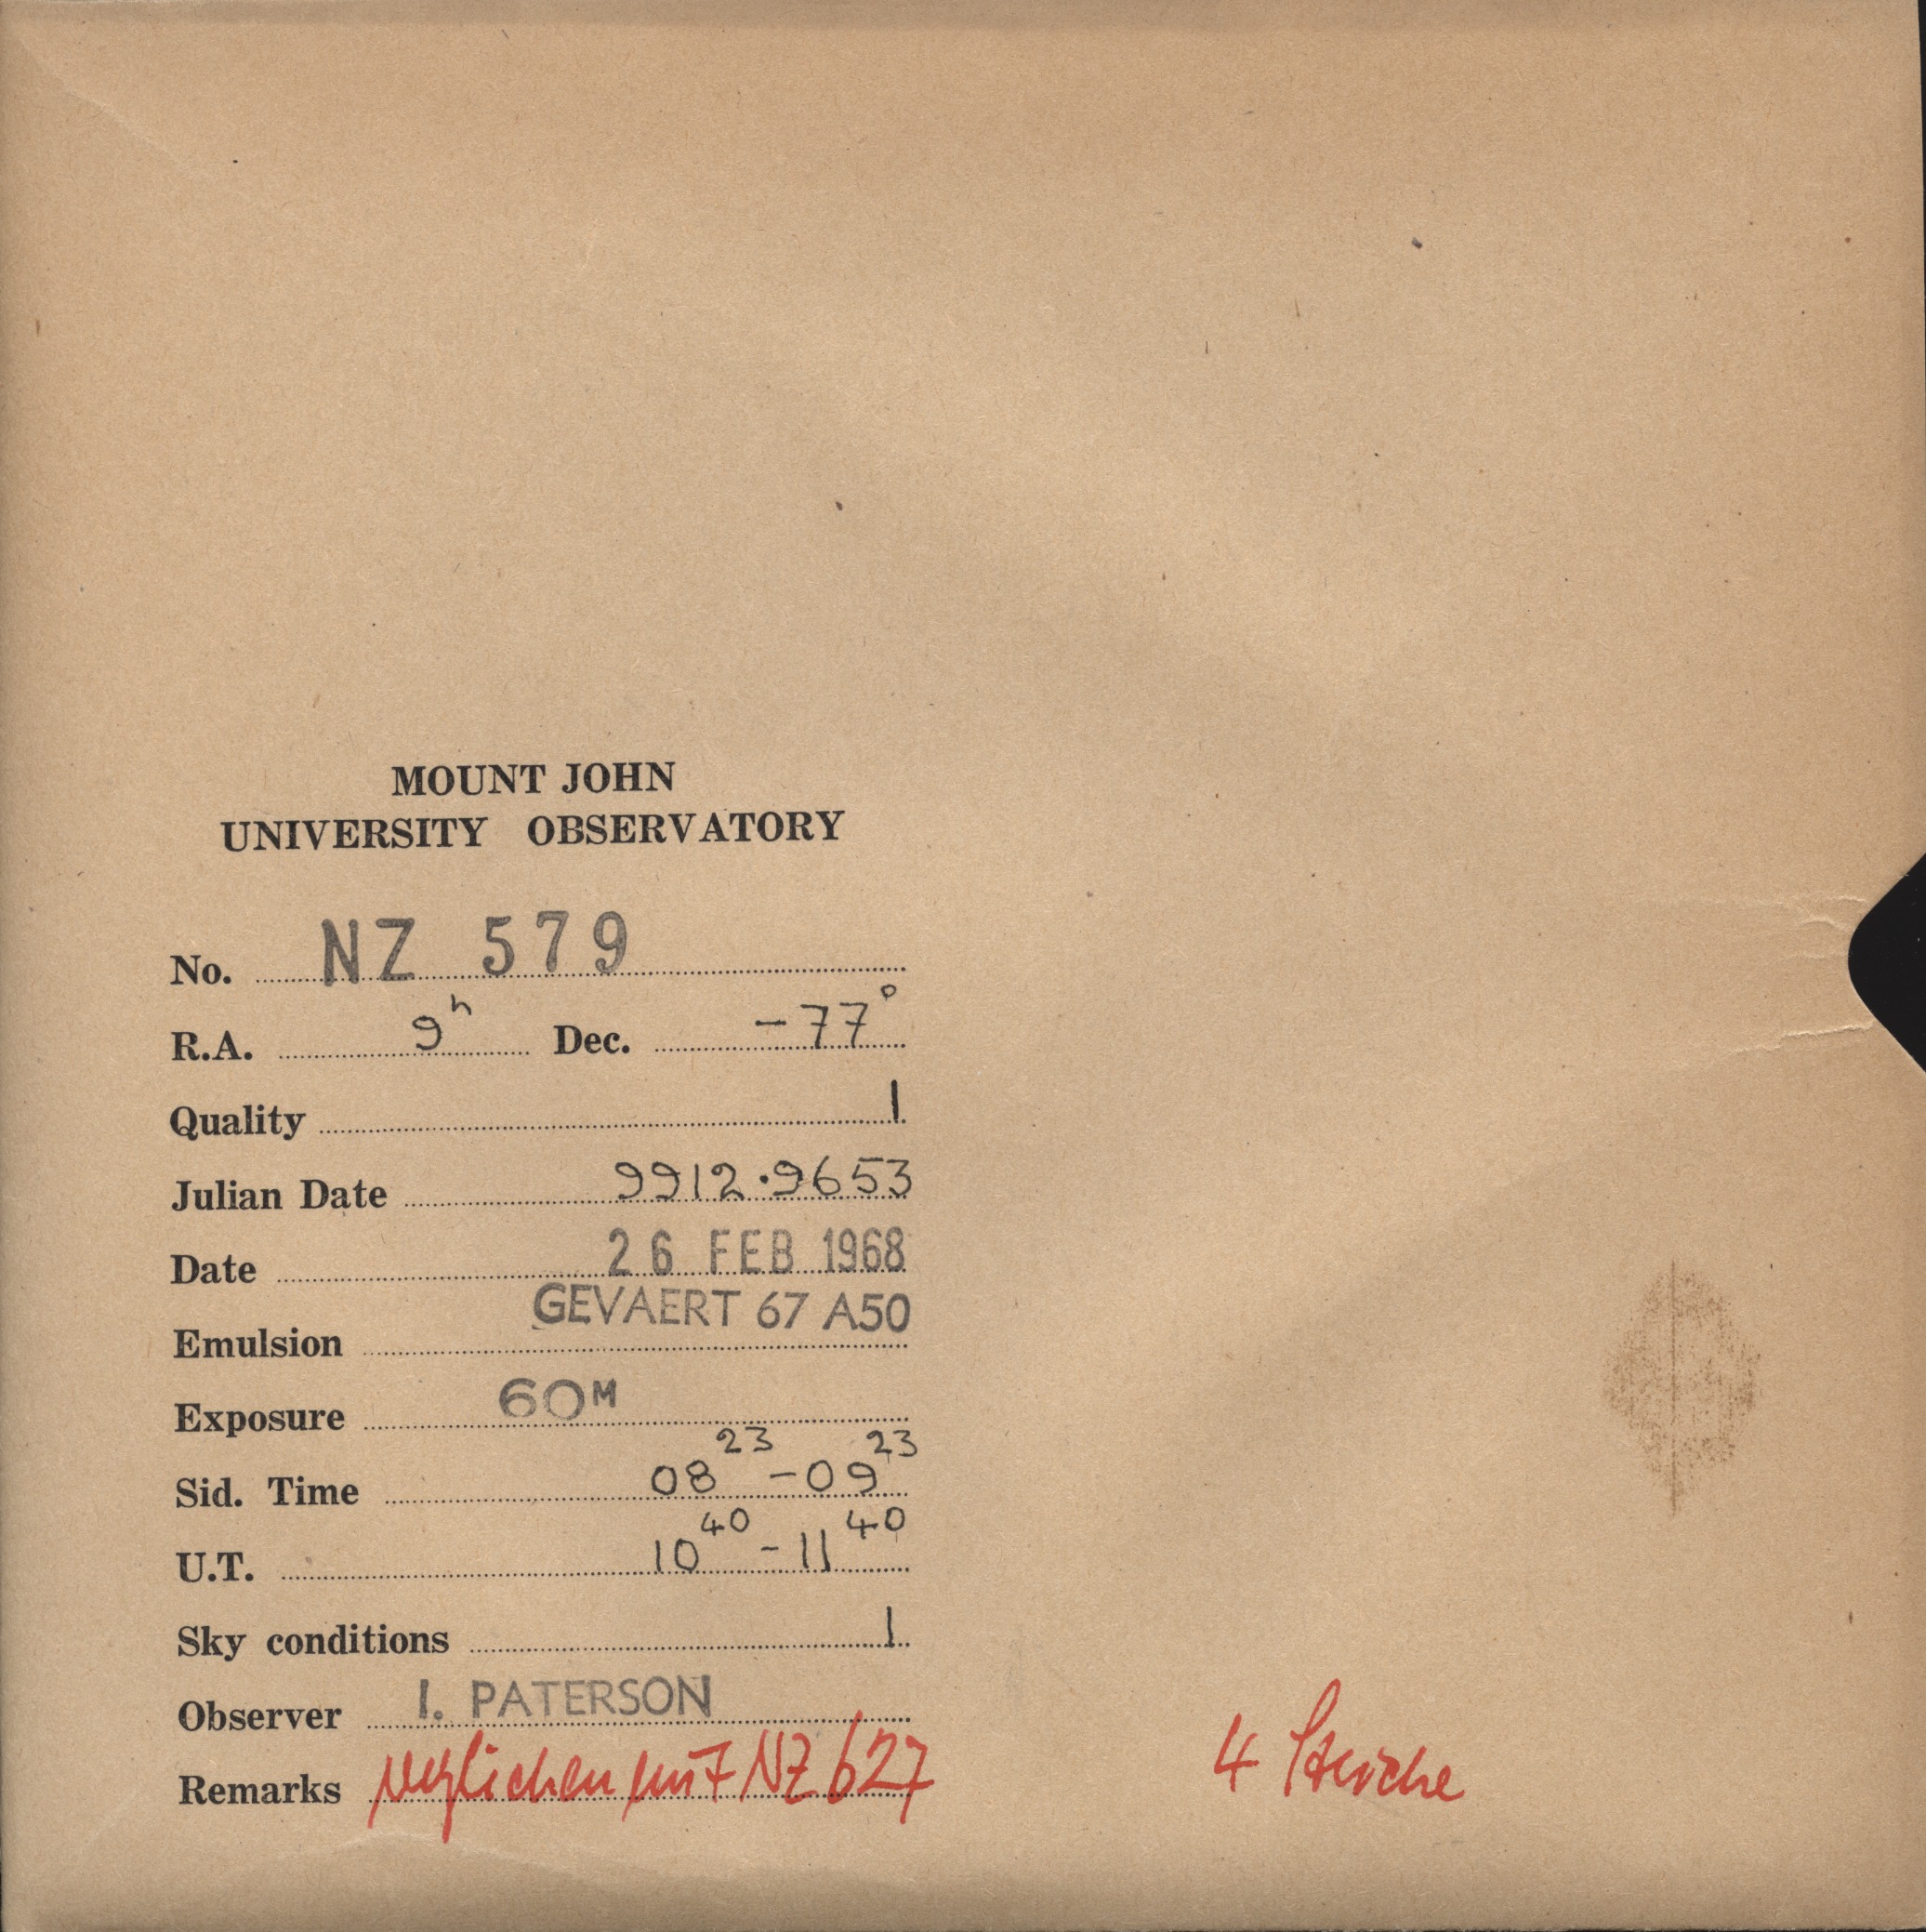 MOUNT JOHN
UNIVERSITY OBSERVATORY
No. NZ 579
R.A. 9h Dec. -77°
Quality 1
Julian Date 9912.9653
Date 26 FEB 1968
Emulsion GEVAERT 67 A50
Exposure 60M
Sid. Time 08 23 - 09 23
U.T. 10 40 - 11 40
Sky conditions 1
Observer I. PATERSON
Remarks verglichen mit NZ 627
4 Striche